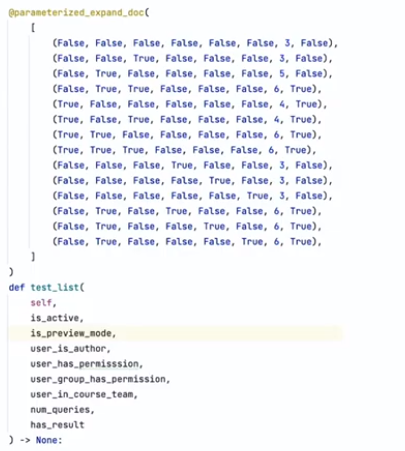 @parameterized_expand_doc(
[
(False, False, False, False, False, False, 3, False),
(False, False, True, False, False, False, 3, False),
(False, True, False, False, False, False, 5, False),
(False, True, True, False, False, False, 6, True),
(True, False, False, False, False, False, 4, True),
(True, False, True, False, False, False, 4, True),
(True, True, False, False, False, False, 6, True),
(True, True, True, False, False, False, 6, True),
(False, False, False, True, False, False, 3, False),
(False, False, False, False, True, False, 3, False),
(False, False, False, False, False, True, 3, False),
(False, True, False, True, False, False, 6, True),
(False, True, False, False, True, False, 6, True),
(False, True, False, False, False, True, 6, True),
]
)
def test_list(
self,
is_active,
is_preview_mode,
user_is_author,
user_has_permisssion,
user_group_has_permission,
user_in_course_team,
num_queries,
has_result
) -> None: